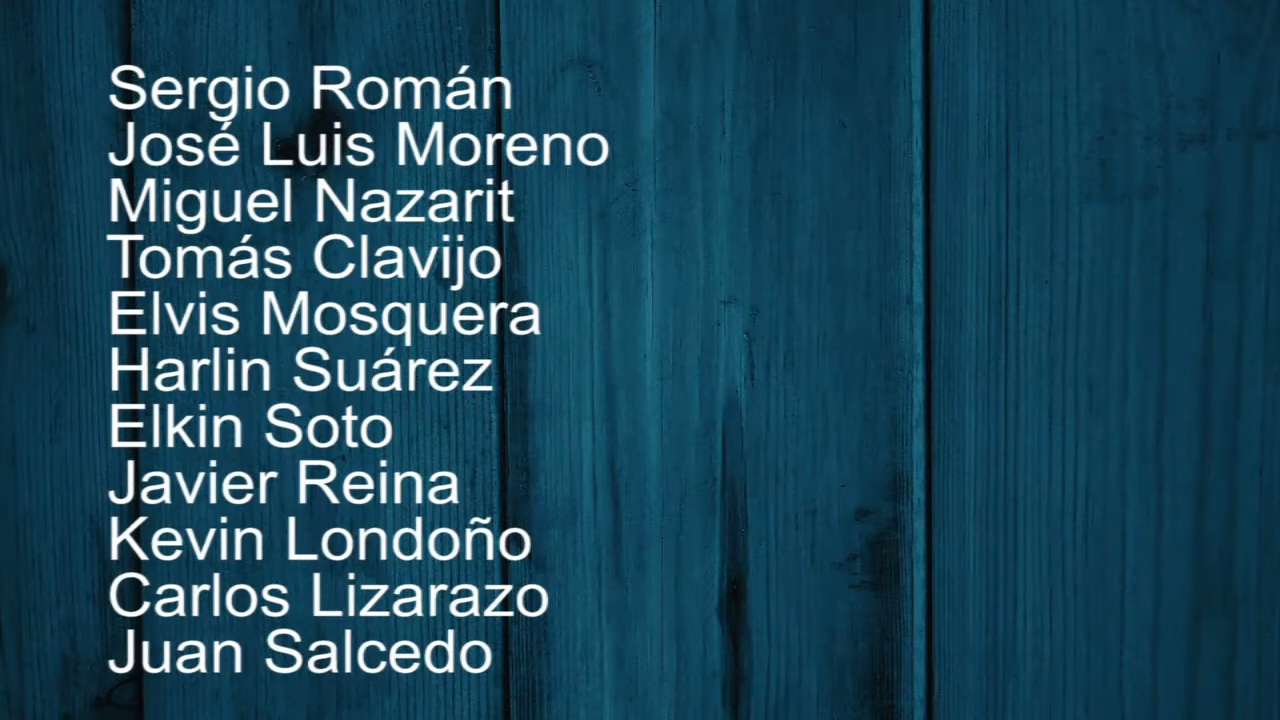 Sergio Román
José Luis Moreno
Miguel Nazarit
Tomás Clavijo
Elvis Mosquera
Harlin Suárez
Elkin Soto
Javier Reina
Kevin Londoño
Carlos Lizarazo
Juan Salcedo